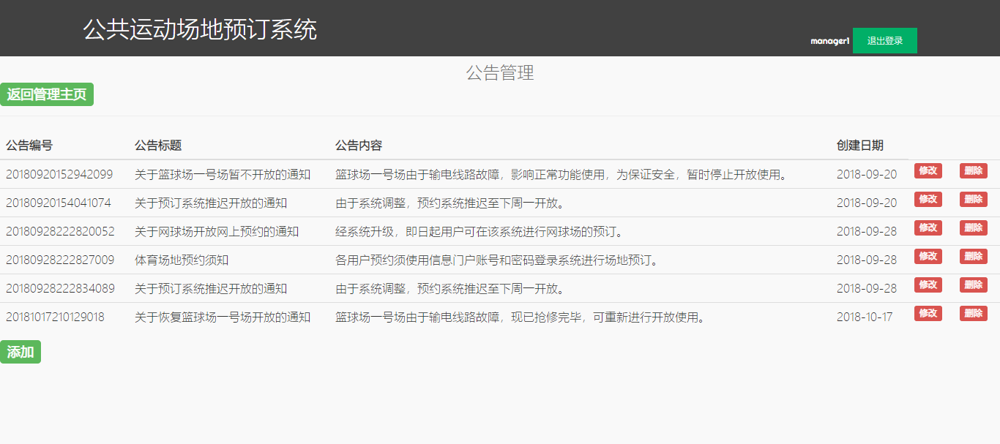 公共运动场地预订系统
manager1 退出登录
公告管理
返回管理主页
公告编号 公告标题 公告内容 创建日期
20180920152942099 关于篮球场一号场暂不开放的通知 篮球场一号场由于输电线路故障，影响正常功能使用，为保证安全，暂时停止开放使用。 2018-09-20 修改 删除
20180920154041074 关于预订系统推迟开放的通知 由于系统调整，预约系统推迟至下周一开放。 2018-09-20 修改 删除
20180928222820052 关于网球场开放网上预约的通知 经系统升级，即日起用户可在该系统进行网球场的预订。 2018-09-28 修改 删除
20180928222827009 体育场地预约须知 各用户预约须使用信息门户账号和密码登录系统进行场地预订。 2018-09-28 修改 删除
20180928222834089 关于预订系统推迟开放的通知 由于系统调整，预约系统推迟至下周一开放。 2018-09-28 修改 删除
20181017210129018 关于恢复篮球场一号场开放的通知 篮球场一号场由于输电线路故障，现已抢修完毕，可重新进行开放使用。 2018-10-17 修改 删除
添加